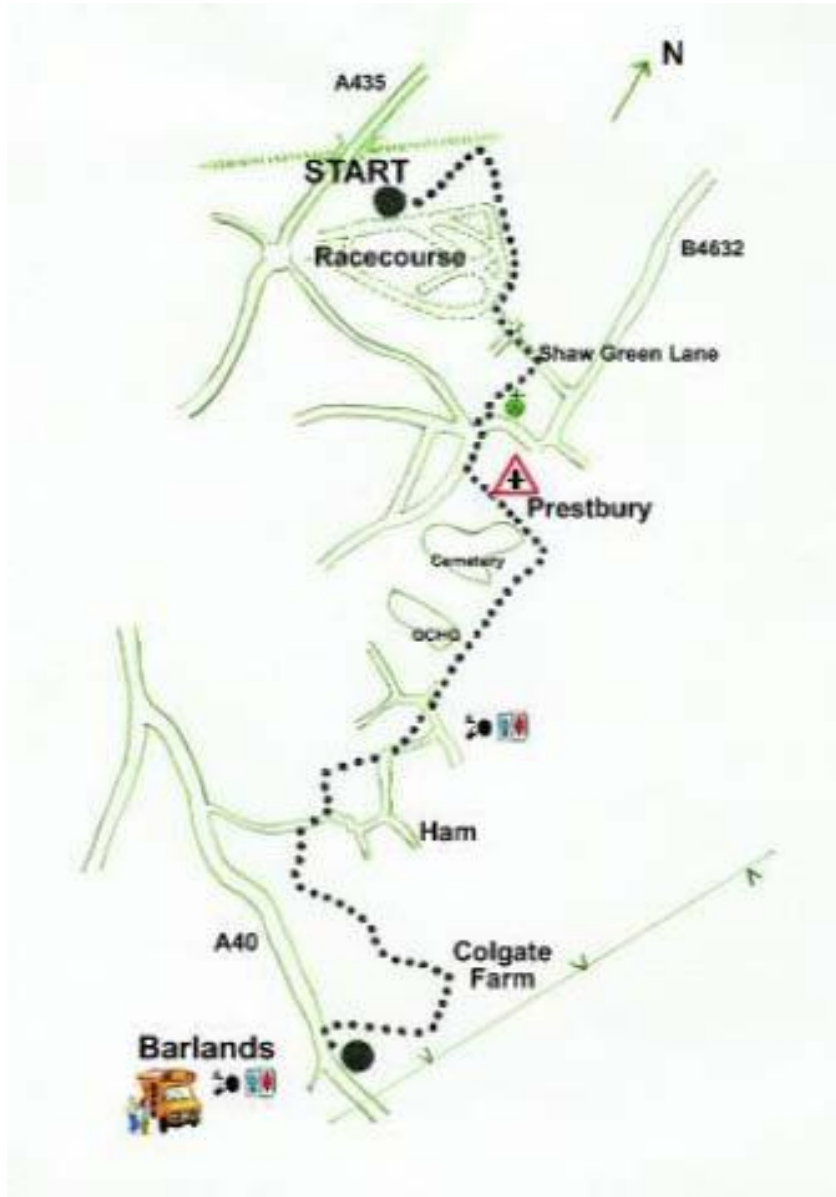 N
A435
START
B4632
Racecourse
Shaw Green Lane
Prestbury
Cemetery
GCHQ
Ham
A40
Colgate
Farm
Barlands